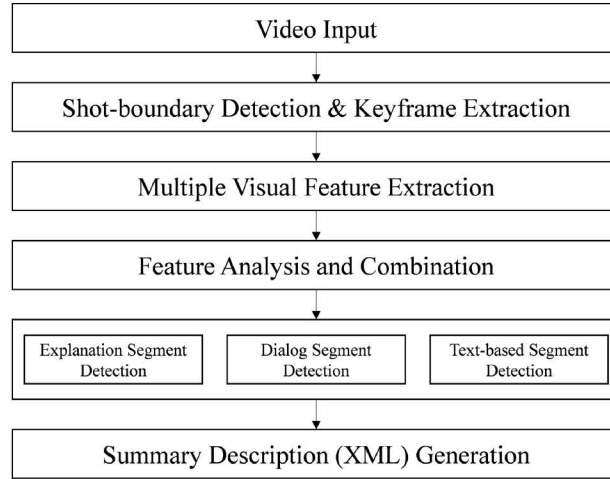 Video Input
Shot-boundary Detection & Keyframe Extraction
Multiple Visual Feature Extraction
Feature Analysis and Combination
Explanation Segment
Detection
Dialog Segment
Detection
Text-based Segment
Detection
Summary Description (XML) Generation